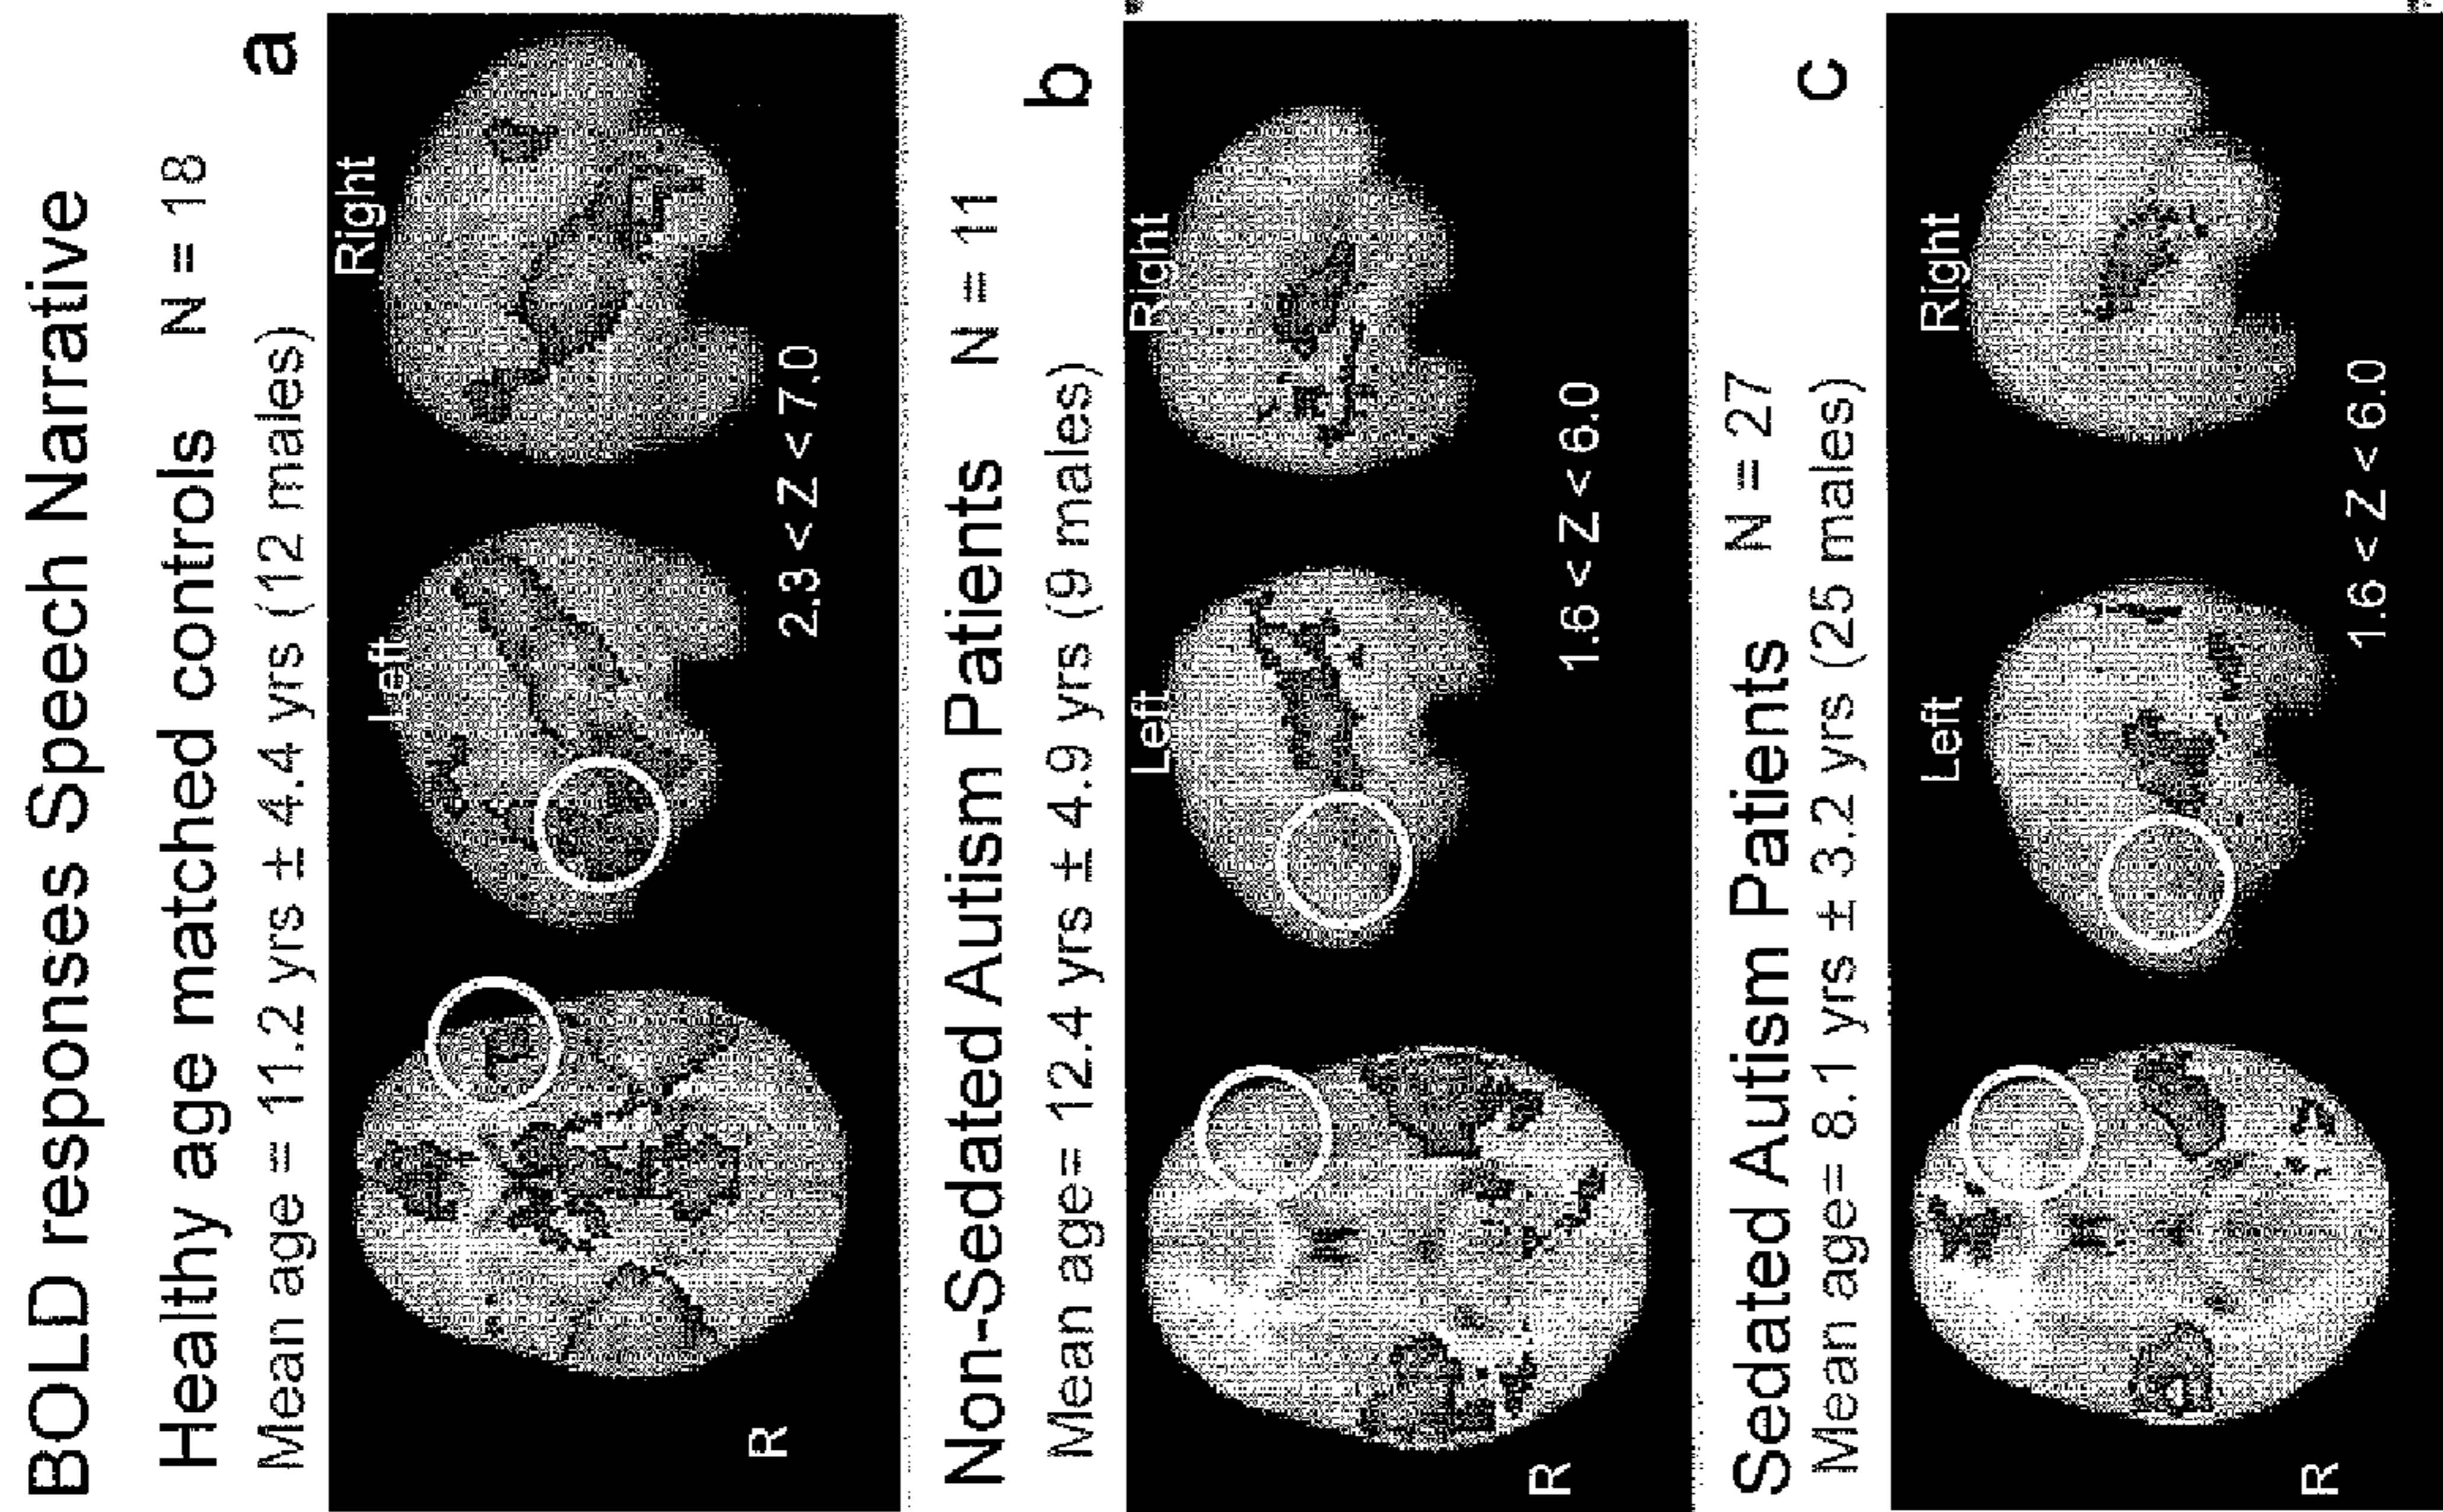 BOLD responses Speech Narrative
Healthy age matched controls N = 18
Mean age = 11.2 yrs ± 4.4 yrs (12 males)
a
Left
Right
R
2.3 < Z < 7.0
Non-Sedated Autism Patients N = 11
Mean age= 12.4 yrs ± 4.9 yrs (9 males)
b
Left
Right
R
1.6 < Z < 6.0
Sedated Autism Patients N = 27
Mean age= 8.1 yrs ± 3.2 yrs (25 males)
c
Left
Right
R
1.6 < Z < 6.0